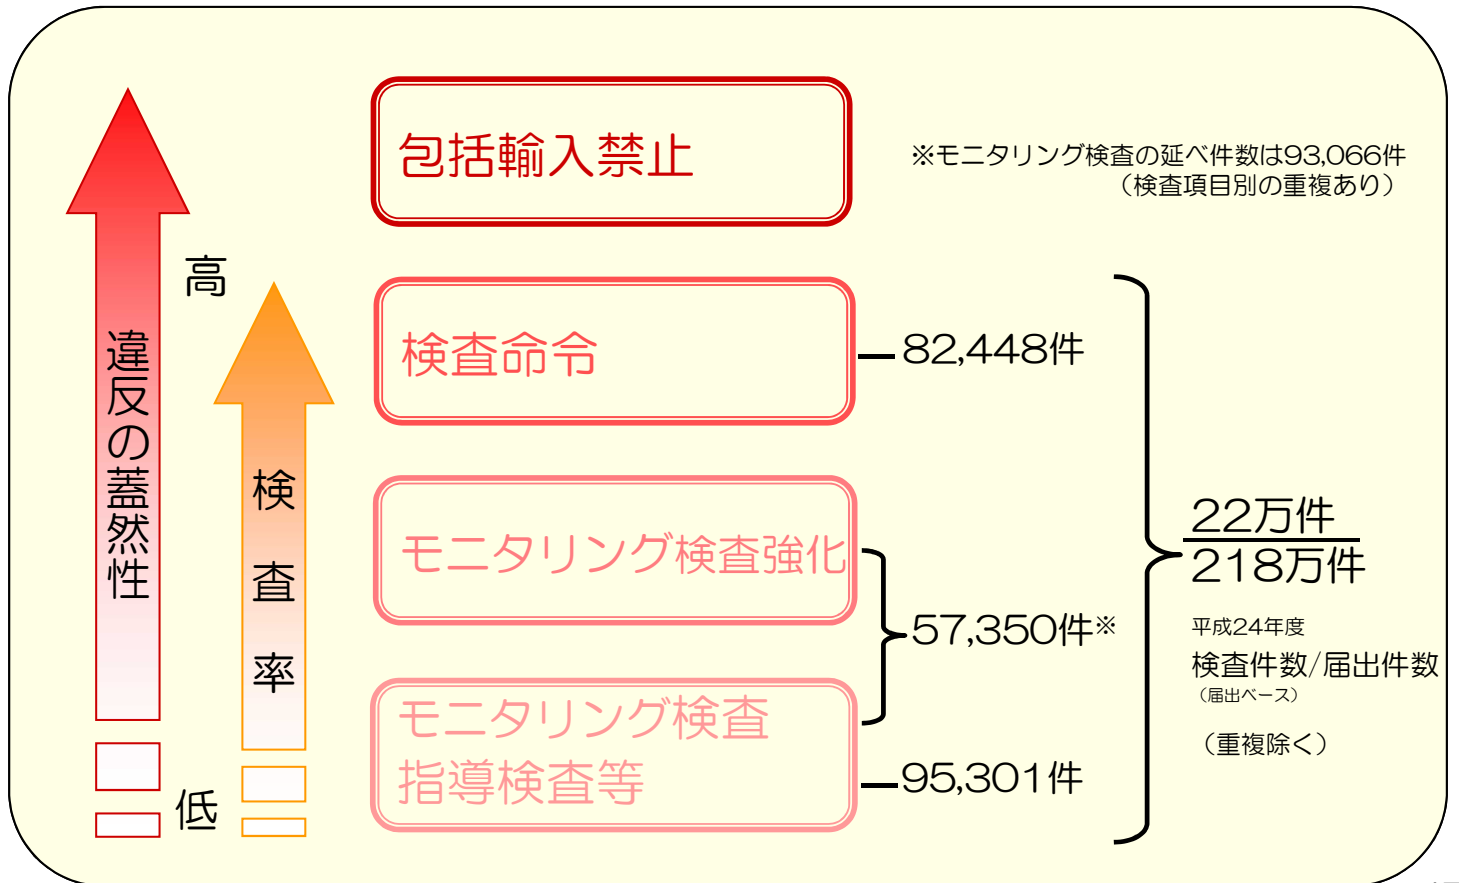 包括輸入禁止
※モニタリング検査の延べ件数は93,066件
（検査項目別の重複あり）
高
違反の蓋然性
検査命令
82,448件
検査率
モニタリング検査強化
22万件
218万件
57,350件※
平成24年度
検査件数/届出件数
（届出ベース）
（重複除く）
モニタリング検査
指導検査等
95,301件
低